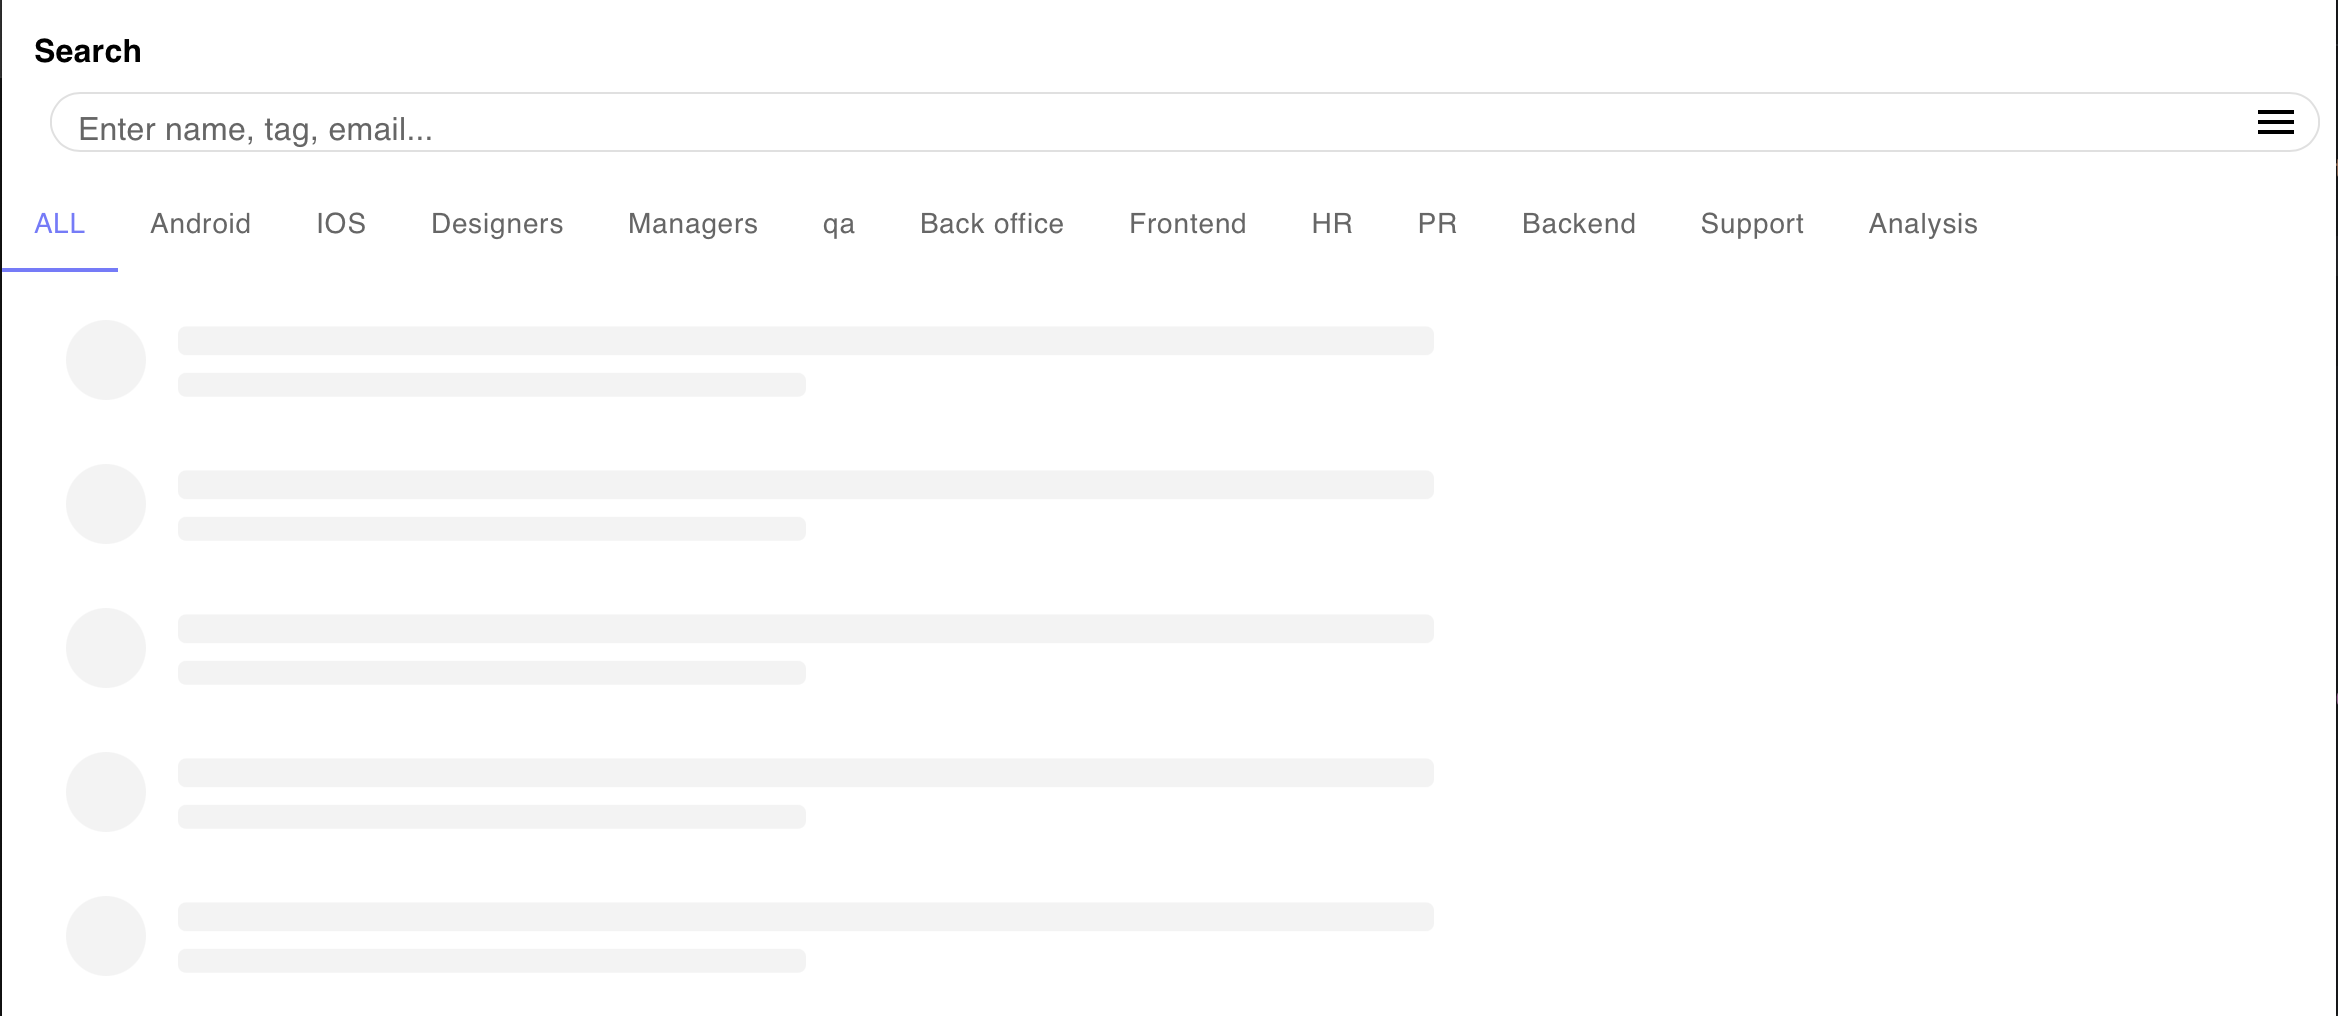 Search
Enter name, tag, email...
ALL Android IOS Designers Managers qa Back office Frontend HR PR Backend Support Analysis